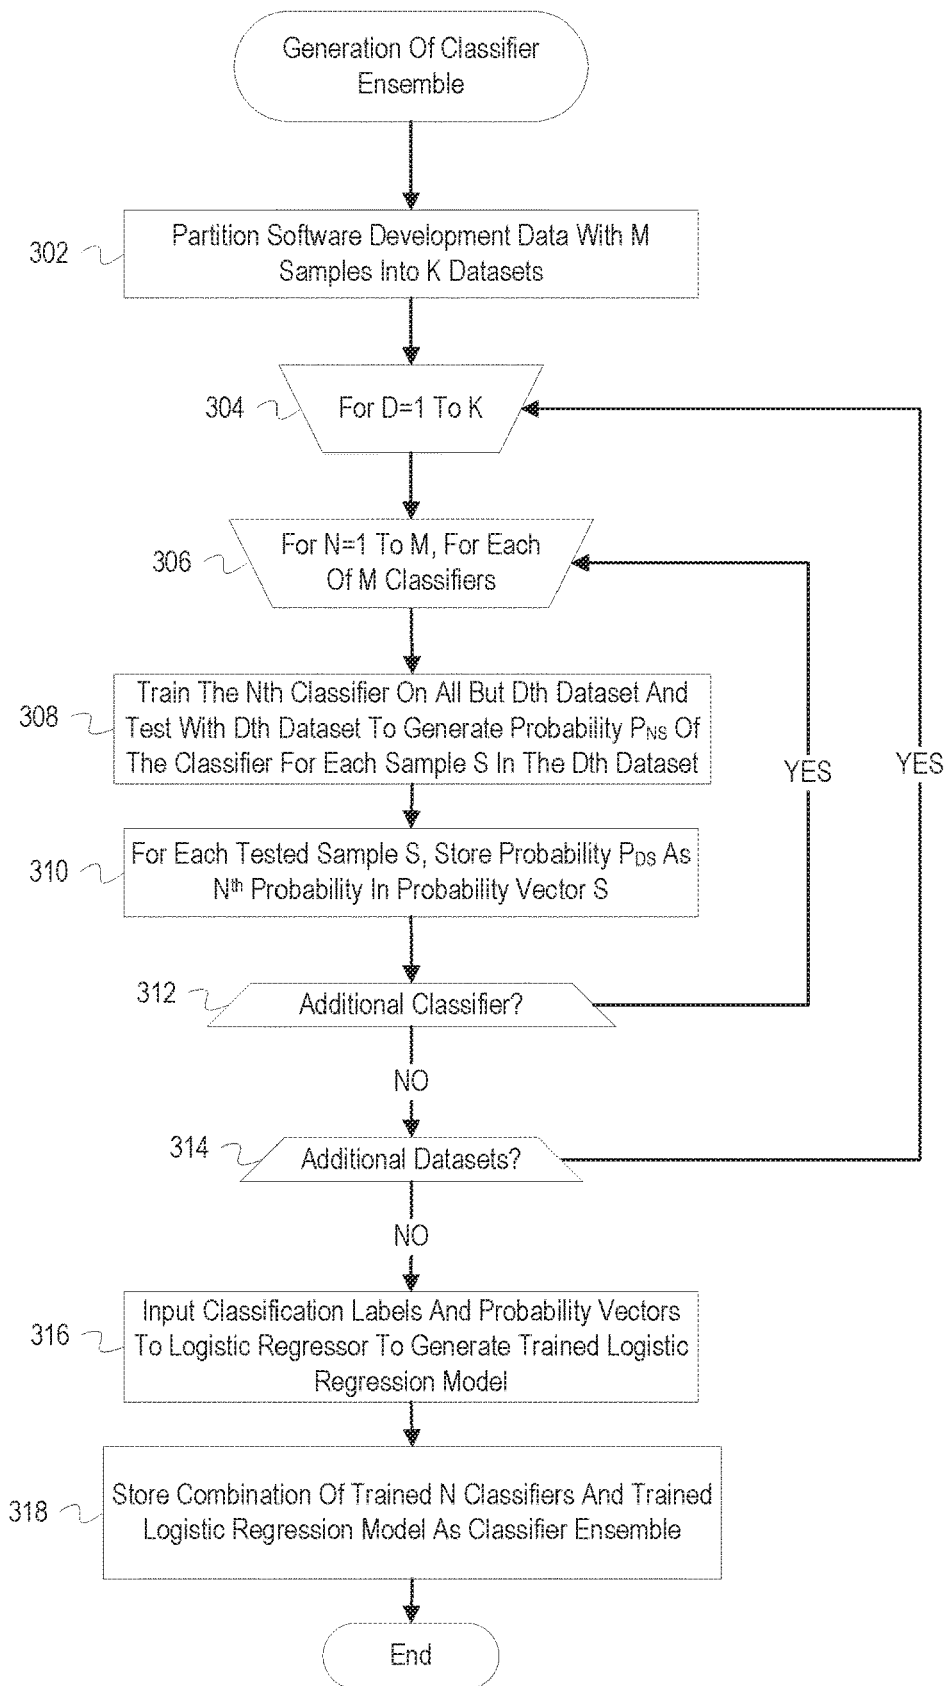 Generation Of Classifier
Ensemble
302
Partition Software Development Data With M
Samples Into K Datasets
304
For D=1 To K
306
For N=1 To M, For Each
Of M Classifiers
308
Train The Nth Classifier On All But Dth Dataset And
Test With Dth Dataset To Generate Probability PNS Of
The Classifier For Each Sample S In The Dth Dataset
YES
YES
310
For Each Tested Sample S, Store Probability PDS As
Nth Probability In Probability Vector S
312
Additional Classifier?
NO
314
Additional Datasets?
NO
316
Input Classification Labels And Probability Vectors
To Logistic Regressor To Generate Trained Logistic
Regression Model
318
Store Combination Of Trained N Classifiers And Trained
Logistic Regression Model As Classifier Ensemble
End